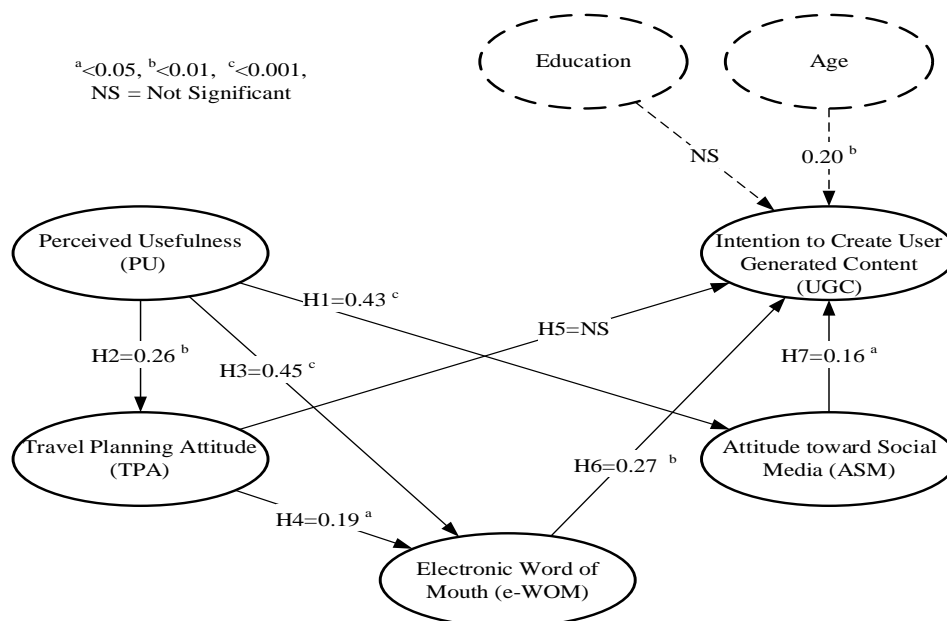 ᵃ<0.05, ᵇ<0.01, ᶜ<0.001,
NS = Not Significant
Education
Age
NS
0.20 ᵇ
Perceived Usefulness
(PU)
Intention to Create User
Generated Content
(UGC)
H1=0.43 ᶜ
H5=NS
H2=0.26 ᵇ
H3=0.45 ᶜ
H7=0.16 ᵃ
Travel Planning Attitude
(TPA)
Attitude toward Social
Media (ASM)
H6=0.27 ᵇ
H4=0.19 ᵃ
Electronic Word of
Mouth (e-WOM)